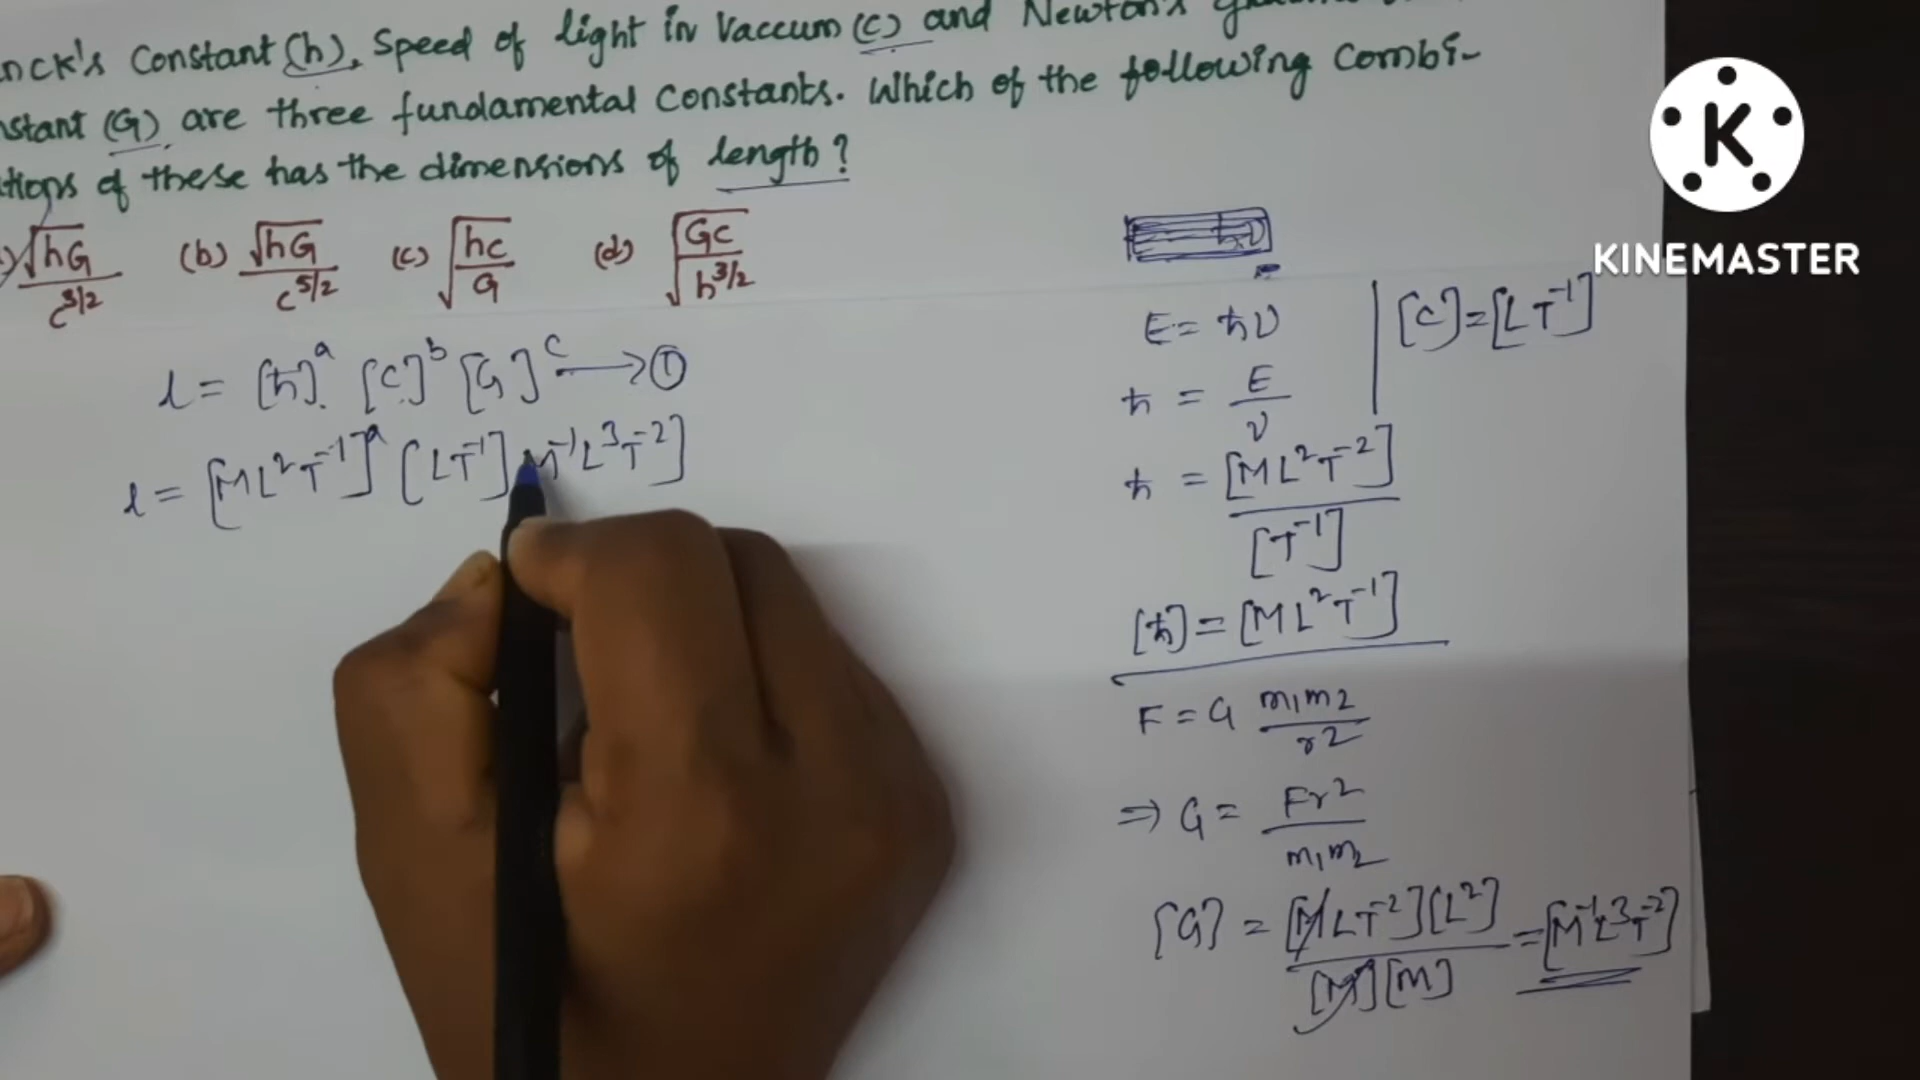 nck's Constant (h), Speed of light in Vaccum (C) and Newton's
nstant (G) are three fundamental Constants. Which of the following Combi-
tions of these has the dimensions of length?
) √hG / c^3/2 (b) √hG / c^5/2 (c) √(hc / G) (d) √(Gc / h^3/2)
l = [ħ]^a [C]^b [G]^c ⟶ ①
l = [ML²T⁻¹]^a [LT⁻¹] M⁻¹L³T⁻²]
ħν
E = ħν
[C] = [LT⁻¹]
ħ = E / ν
ħ = [ML²T⁻²] / [T⁻¹]
[ħ] = [ML²T⁻¹]
F = G m₁m₂ / r²
⇒ G = Fr² / m₁m₂
[G] = [MLT⁻²][L²] / [M][M] = [M⁻¹L³T⁻²]
K
KINEMASTER